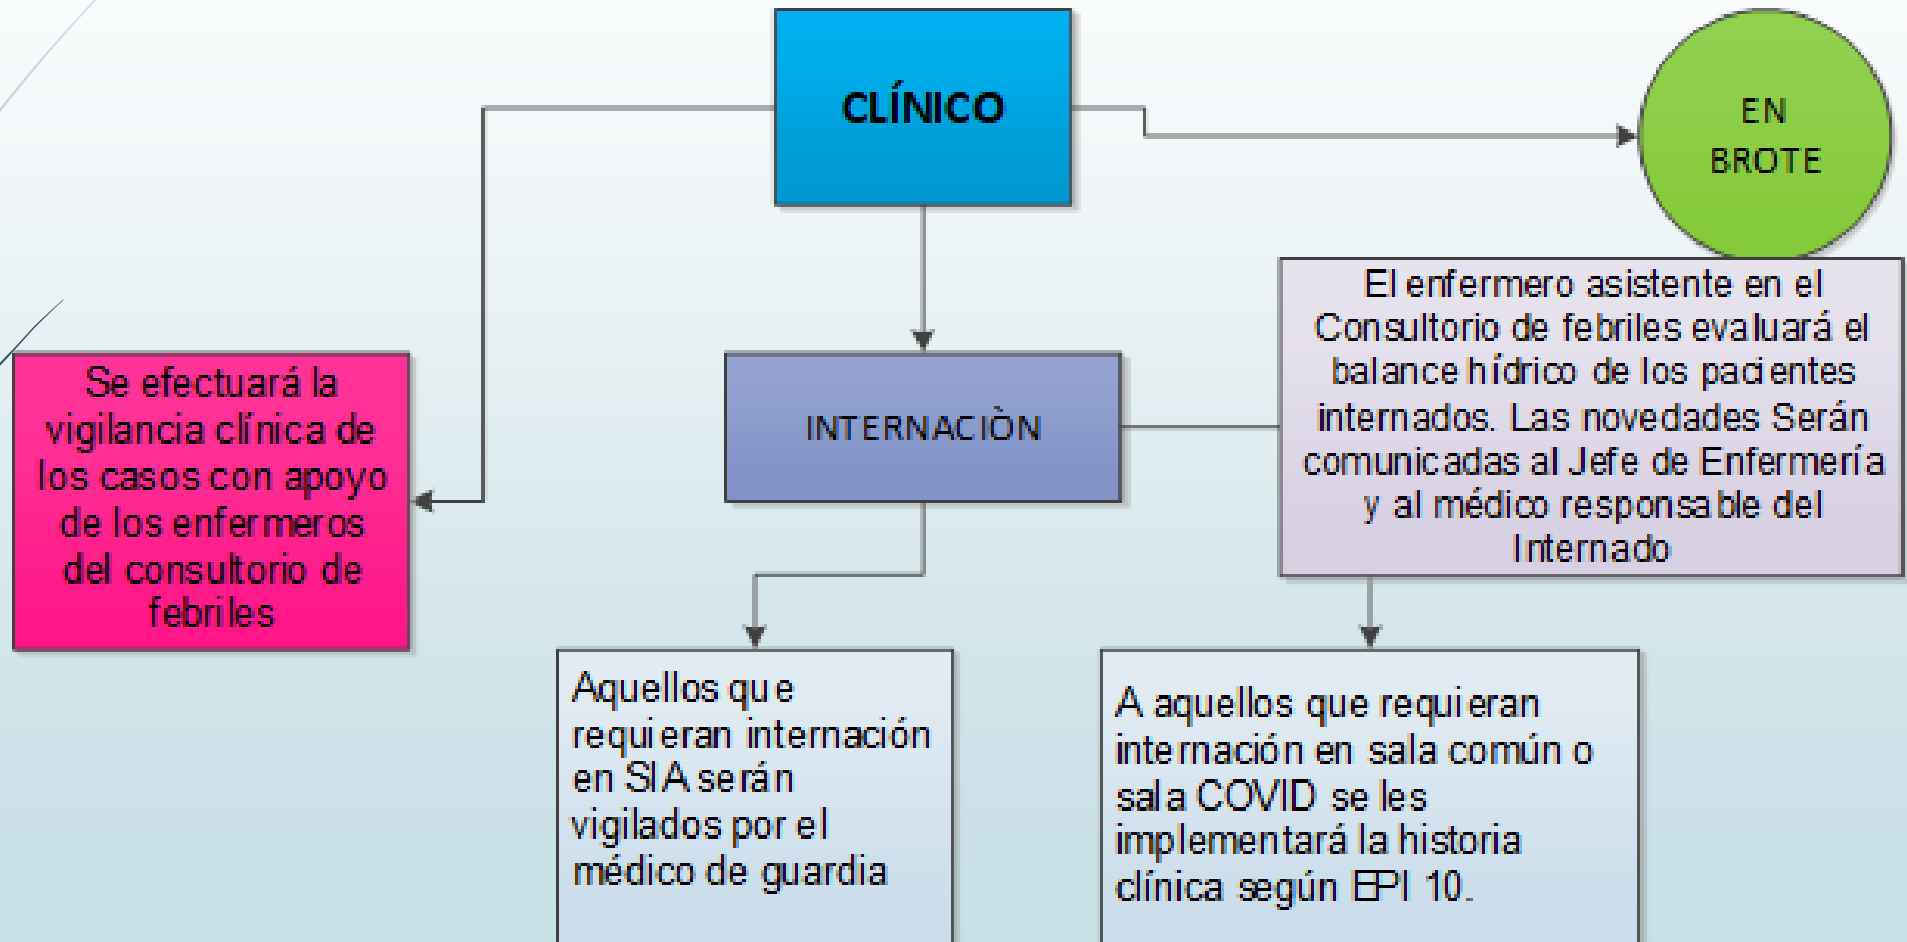 CLÍNICO
EN
BROTE
El enfermero asistente en el
Consultorio de febriles evaluará el
balance hídrico de los pacientes
internados. Las novedades Serán
comunicadas al Jefe de Enfermería
y al médico responsable del
Internado
Se efectuará la
vigilancia clínica de
los casos con apoyo
de los enfermeros
del consultorio de
febriles
INTERNACIÒN
Aquellos que
requieran internación
en SIA serán
vigilados por el
médico de guardia
A aquellos que requieran
internación en sala común o
sala COVID se les
implementará la historia
clínica según EPI 10.